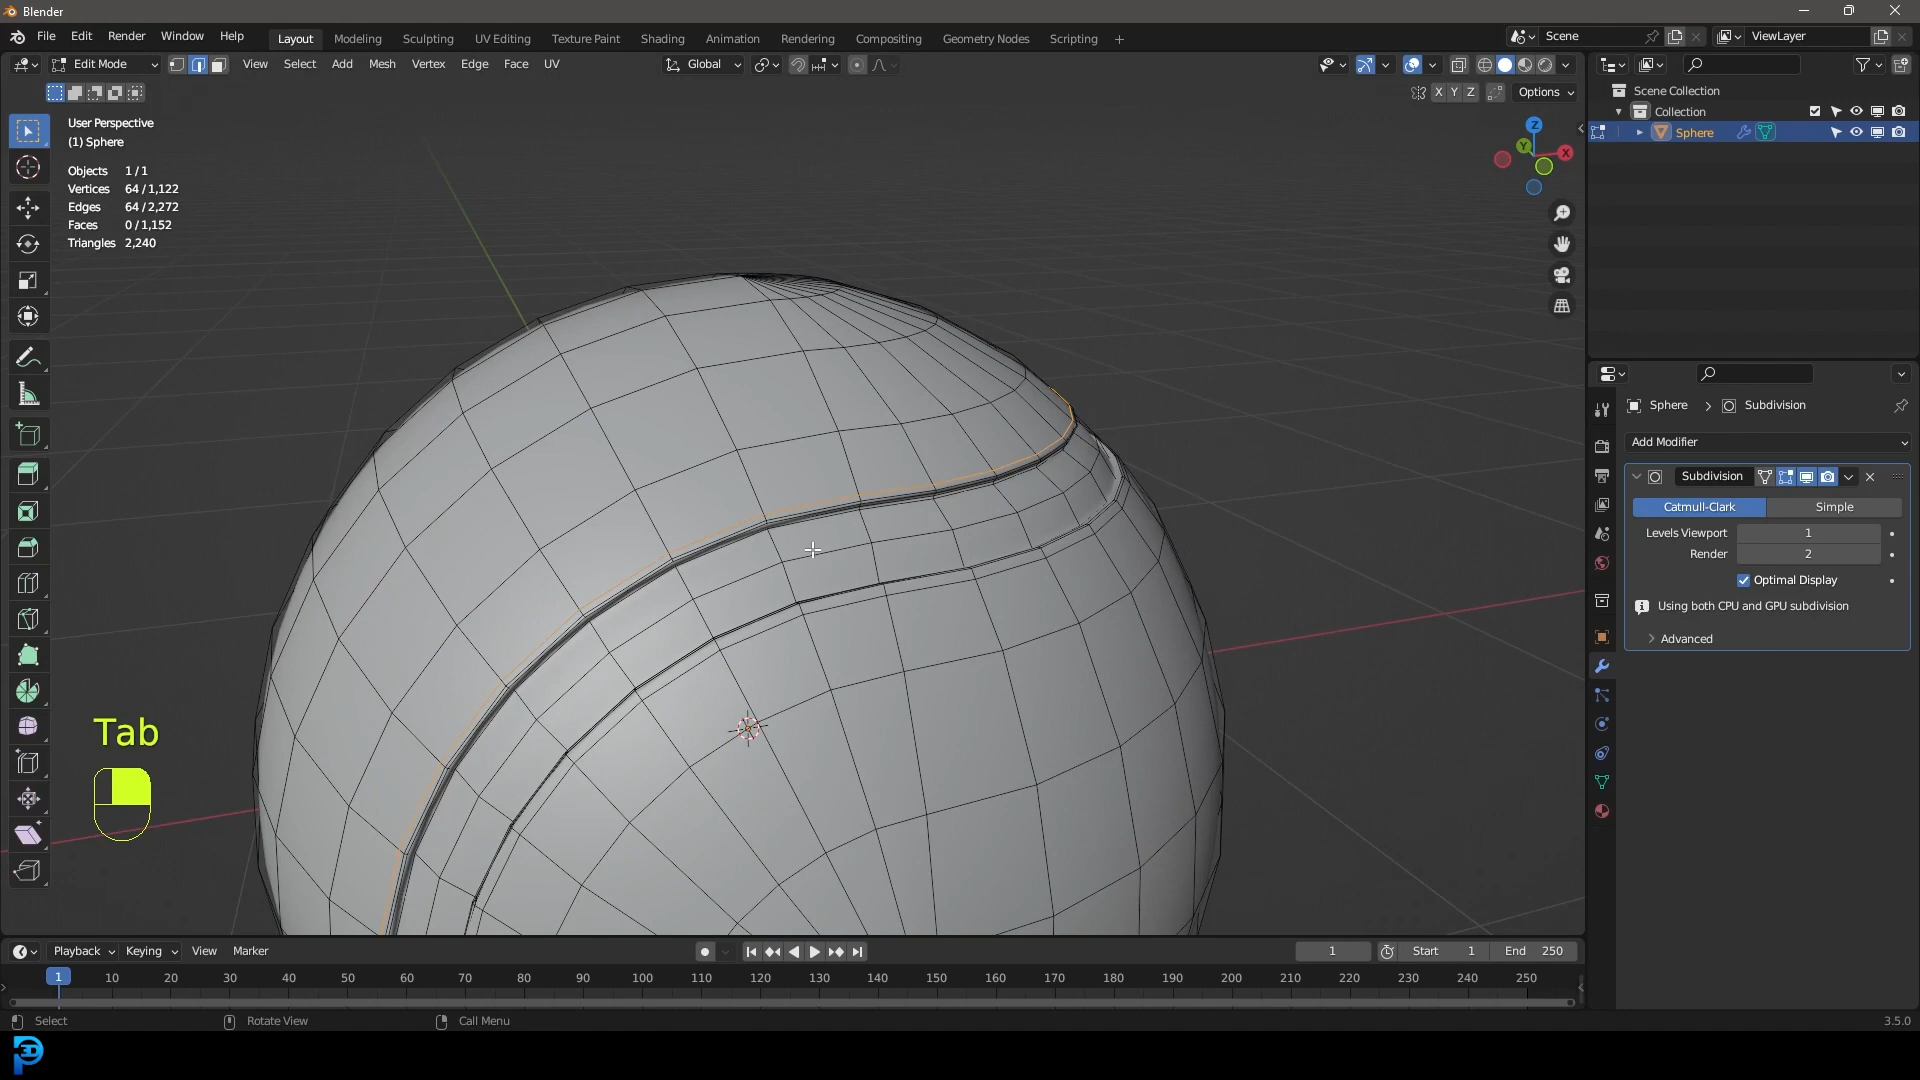 Blender
File Edit Render Window Help
Layout Modeling Sculpting UV Editing Texture Paint Shading Animation Rendering Compositing Geometry Nodes Scripting +
Scene
ViewLayer
Edit Mode
View Select Add Mesh Vertex Edge Face UV
Global
X Y Z
Options
User Perspective
(1) Sphere
Objects 1/1
Vertices 64/1,122
Edges 64/2,272
Faces 0/1,152
Triangles 2,240
Z
Y
X
Scene Collection
Collection
Sphere
Sphere > Subdivision
Add Modifier
Subdivision
Catmull-Clark Simple
Levels Viewport 1
Render 2
Optimal Display
Using both CPU and GPU subdivision
Advanced
Tab
Playback Keying View Marker
1
Start 1
End 250
1 10 20 30 40 50 60 70 80 90 100 110 120 130 140 150 160 170 180 190 200 210 220 230 240 250
Select
Rotate View
Call Menu
3.5.0
3D